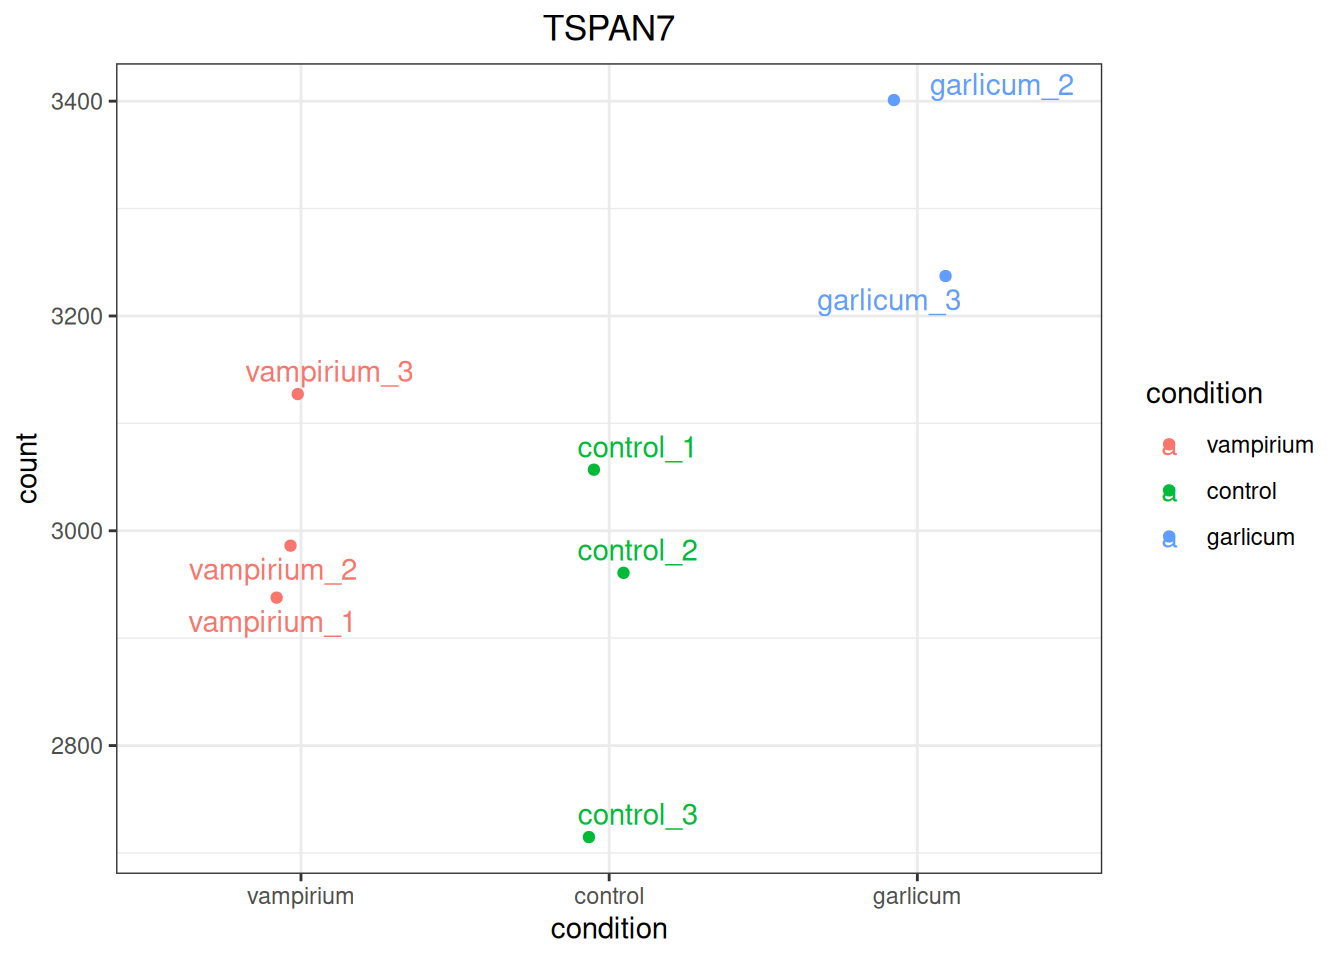 TSPAN7
3400
3200
3000
2800
count
garlicum_2
garlicum_3
vampirium_3
control_1
control_2
vampirium_2
vampirium_1
control_3
vampirium
control
garlicum
condition
condition
a vampirium
a control
a garlicum